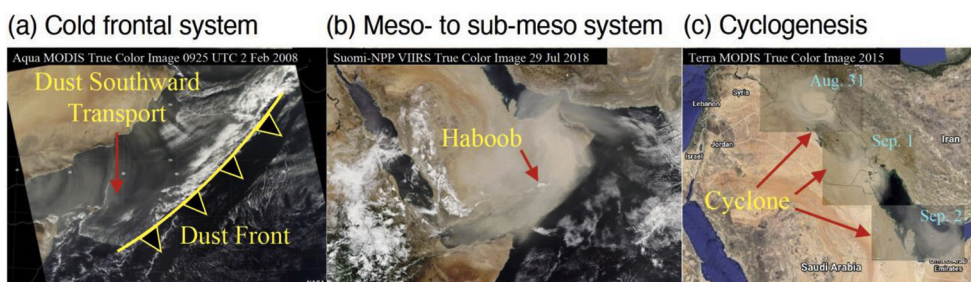 (a) Cold frontal system
(b) Meso- to sub-meso system
(c) Cyclogenesis
Aqua MODIS True Color Image 0925 UTC 2 Feb 2008
Dust Southward
Transport
Dust Front
Suomi-NPP VIIRS True Color Image 29 Jul 2018
Haboob
Terra MODIS True Color Image 2015
Aug. 31
Syria
Lebanon
Sep. 1
Iran
Jordan
Israel
Cyclone
Sep. 2
Saudi Arabia
Emirates